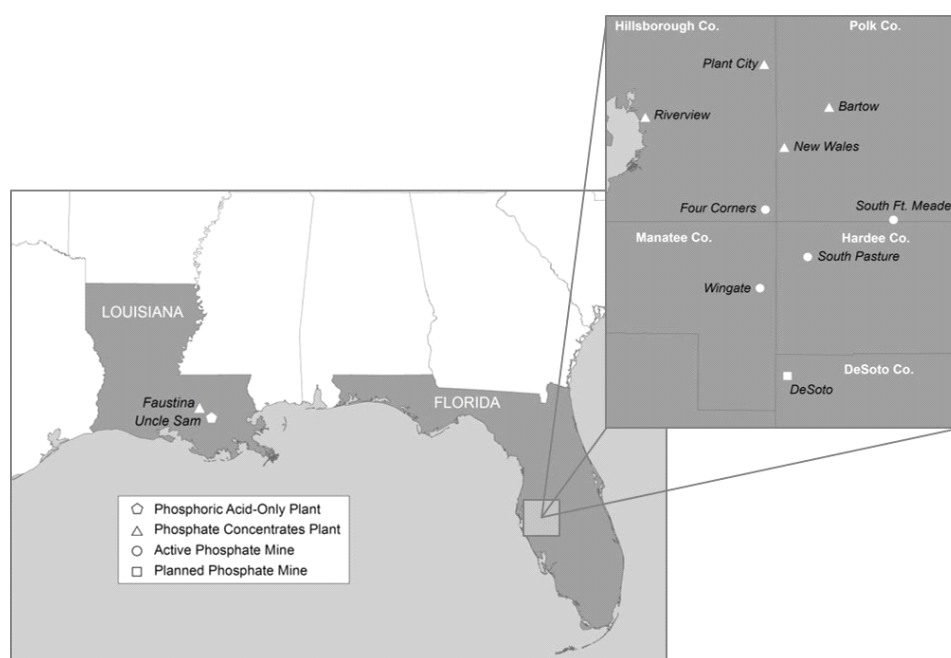 Hillsborough Co.
Polk Co.
Plant City
Bartow
Riverview
New Wales
Four Corners
South Ft. Meade
Manatee Co.
Hardee Co.
South Pasture
Wingate
DeSoto Co.
DeSoto
LOUISIANA
FLORIDA
Faustina
Uncle Sam
Phosphoric Acid-Only Plant
Phosphate Concentrates Plant
Active Phosphate Mine
Planned Phosphate Mine